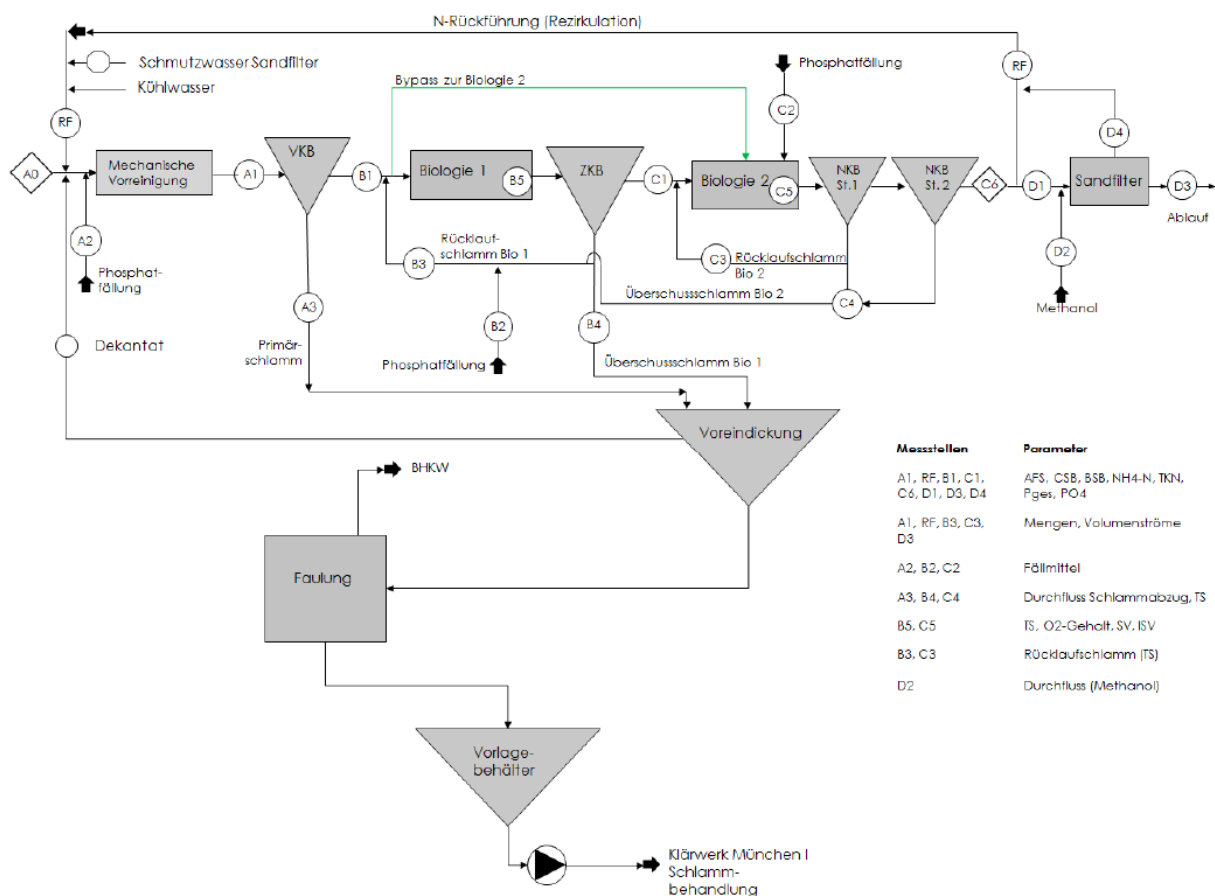 N-Rückführung (Rezirkulation)
Schmutzwasser Sandfilter
Kühlwasser
RF
Bypass zur Biologie 2
Phosphatfällung
RF
C2
D4
A0
Mechanische
Vorreinigung
A1
VKB
B1
Biologie 1
B5
ZKB
C1
Biologie 2
C5
NKB
St.1
NKB
St. 2
C6
D1
Sandfilter
D3
Ablauf
A2
Phosphat-
fällung
B3
Rücklauf-
schlamm Bio 1
C3
Rücklaufschlamm
Bio 2
D2
Methanol
A3
Primär-
schlamm
B2
Phosphatfällung
B4
Überschussschlamm Bio 2
C4
Überschussschlamm Bio 1
Dekantat
Voreindickung
BHKW
Faulung
Vorlage-
behälter
Klärwerk München I
Schlamm-
behandlung
Messstellen Parameter
A1, RF, B1, C1, AFS, CSB, BSB, NH4-N, TKN,
C6, D1, D3, D4 Pges, PO4
A1, RF, B3, C3, Mengen, Volumenströme
D3
A2, B2, C2 Fällmittel
A3, B4, C4 Durchfluss Schlammabzug, TS
B5, C5 TS, O2-Gehalt, SV, ISV
B3, C3 Rücklaufschlamm (TS)
D2 Durchfluss (Methanol)